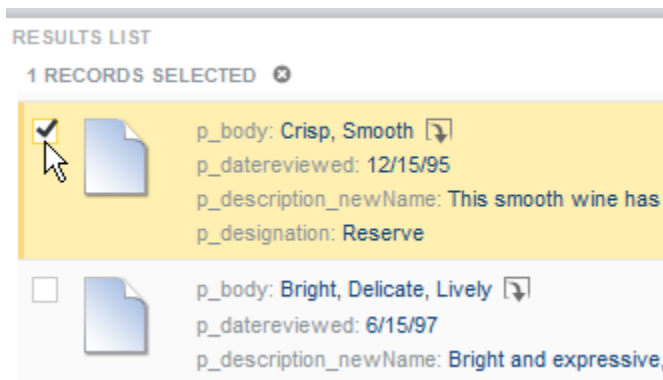 RESULTS LIST
1 RECORDS SELECTED
p_body: Crisp, Smooth
p_datereviewed: 12/15/95
p_description_newName: This smooth wine has
p_designation: Reserve
p_body: Bright, Delicate, Lively
p_datereviewed: 6/15/97
p_description_newName: Bright and expressive,